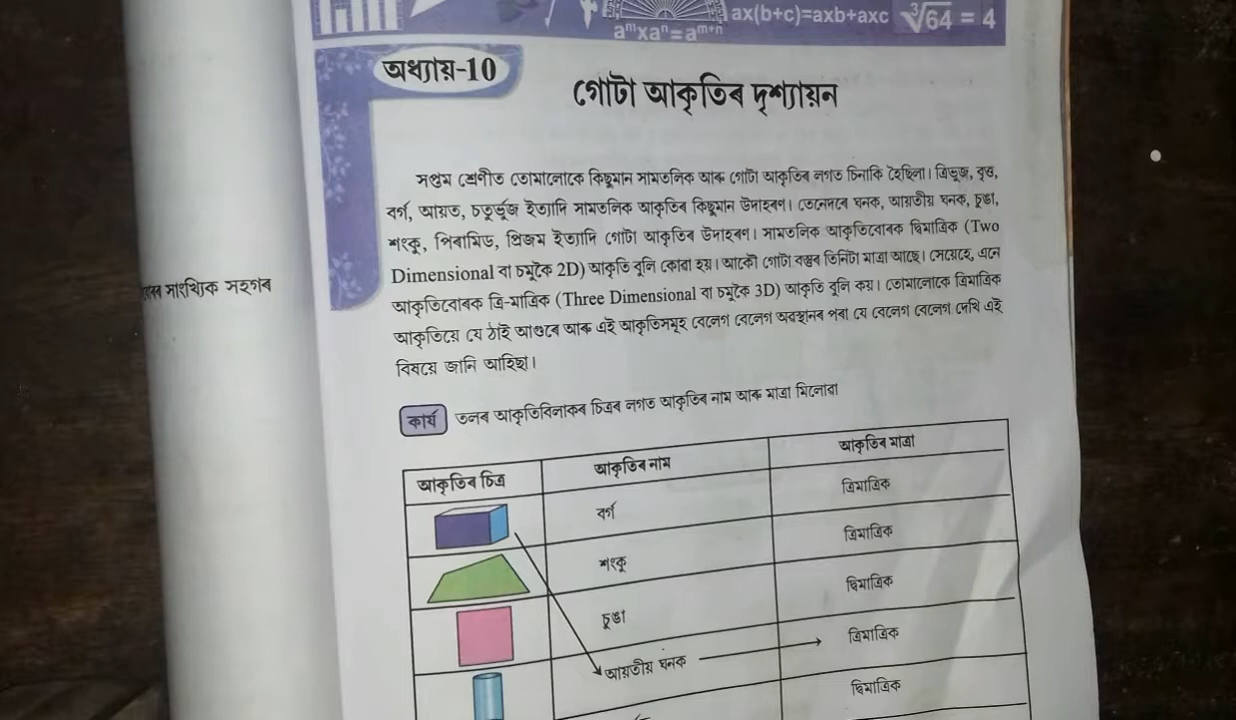 ax(b+c)=axb+axc ∛64 = 4
aᵐxaⁿ=aᵐ⁺ⁿ
অধ্যায়-10
গোটা আকৃতিৰ দৃশ্যায়ন
সপ্তম শ্ৰেণীত তোমালোকে কিছুমান সামতলিক আৰু গোটা আকৃতিৰ লগত চিনাকি হৈছিলা। ত্ৰিভুজ, বৃত্ত,
বৰ্গ, আয়ত, চতুৰ্ভূজ ইত্যাদি সামতলিক আকৃতিৰ কিছুমান উদাহৰণ। তেনেদৰে ঘনক, আয়তীয় ঘনক, চুঙা,
শংকু, পিৰামিড, প্ৰিজম ইত্যাদি গোটা আকৃতিৰ উদাহৰণ। সামতলিক আকৃতিবোৰক দ্বিমাত্ৰিক (Two
Dimensional বা চমুকৈ 2D) আকৃতি বুলি কোৱা হয়। আকৌ গোটা বস্তুৰ তিনিটা মাত্ৰা আছে। সেয়েহে, এনে
আকৃতিবোৰক ত্ৰি-মাত্ৰিক (Three Dimensional বা চমুকৈ 3D) আকৃতি বুলি কয়। তোমালোকে ত্ৰিমাত্ৰিক
আকৃতিয়ে যে ঠাই আগুৰে আৰু এই আকৃতিসমূহ বেলেগ বেলেগ অৱস্থানৰ পৰা যে বেলেগ বেলেগ দেখি এই
বিষয়ে জানি আহিছা।
ৰ সাংখ্যিক সহগৰ
কাৰ্য তলৰ আকৃতিবিলাকৰ চিত্ৰৰ লগত আকৃতিৰ নাম আৰু মাত্ৰা মিলোৱা
আকৃতিৰ চিত্ৰ আকৃতিৰ নাম আকৃতিৰ মাত্ৰা
বৰ্গ ত্ৰিমাত্ৰিক
শংকু ত্ৰিমাত্ৰিক
চুঙা দ্বিমাত্ৰিক
আয়তীয় ঘনক ত্ৰিমাত্ৰিক
দ্বিমাত্ৰিক